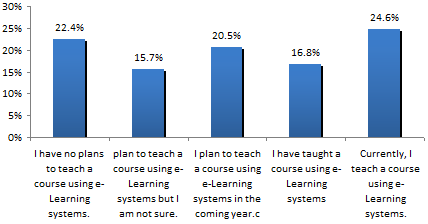 30%
25%
20%
15%
10%
5%
0%
22.4%
15.7%
20.5%
16.8%
24.6%
I have no plans
to teach a
course using e-
Learning
systems.
plan to teach a
course using e-
Learning
systems but I
am not sure.
I plan to teach
a course using
e-Learning
systems in the
coming year.c
I have taught a
course using e-
Learning
systems
Currently, I
teach a course
using e-
Learning
systems.